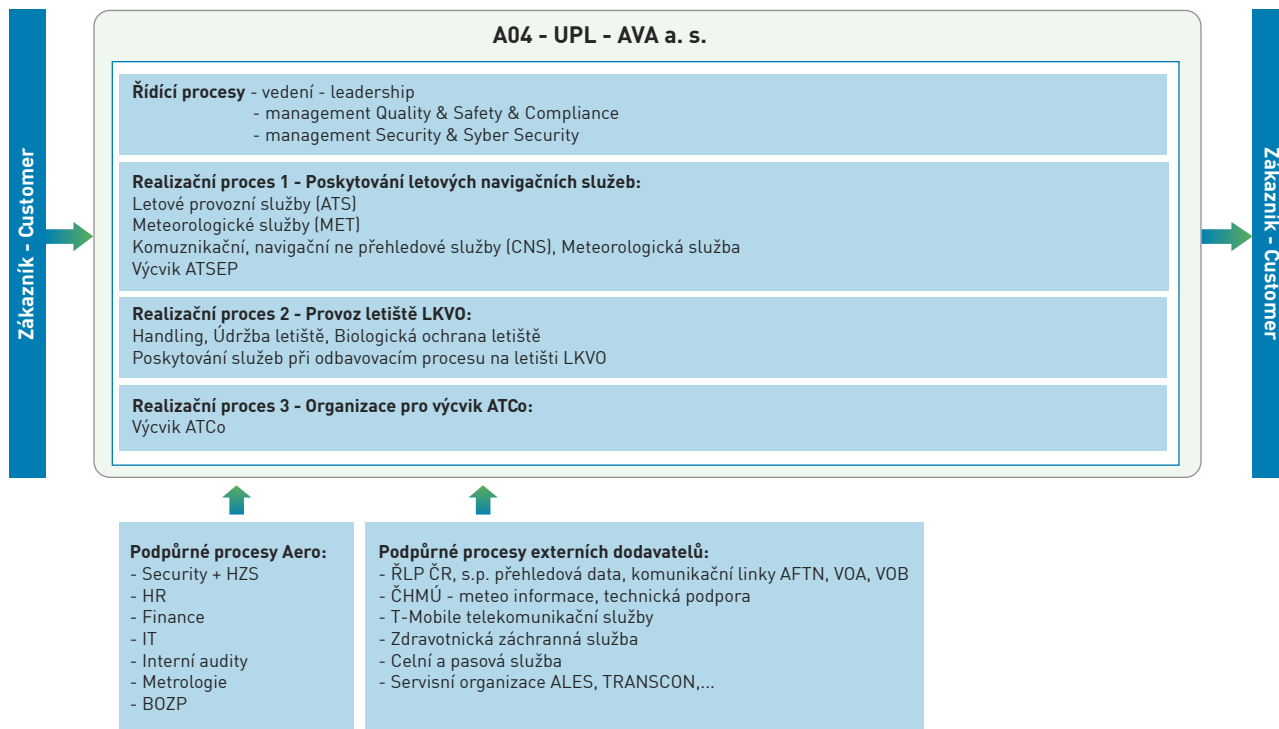 A04 - UPL - AVA a. s.
Zákazník - Customer
Řídící procesy - vedení - leadership
- management Quality & Safety & Compliance
- management Security & Syber Security
Realizační proces 1 - Poskytování letových navigačních služeb:
Letové provozní služby (ATS)
Meteorologické služby (MET)
Komuznikační, navigační ne přehledové služby (CNS), Meteorologická služba
Výcvik ATSEP
Realizační proces 2 - Provoz letiště LKVO:
Handling, Údržba letiště, Biologická ochrana letiště
Poskytování služeb při odbavovacím procesu na letišti LKVO
Realizační proces 3 - Organizace pro výcvik ATCo:
Výcvik ATCo
Zákazník - Customer
Podpůrné procesy Aero:
- Security + HZS
- HR
- Finance
- IT
- Interní audity
- Metrologie
- BOZP
Podpůrné procesy externích dodavatelů:
- ŘLP ČR, s.p. přehledová data, komunikační linky AFTN, VOA, VOB
- ČHMÚ - meteo informace, technická podpora
- T-Mobile telekomunikační služby
- Zdravotnická záchranná služba
- Celní a pasová služba
- Servisní organizace ALES, TRANSCON,...